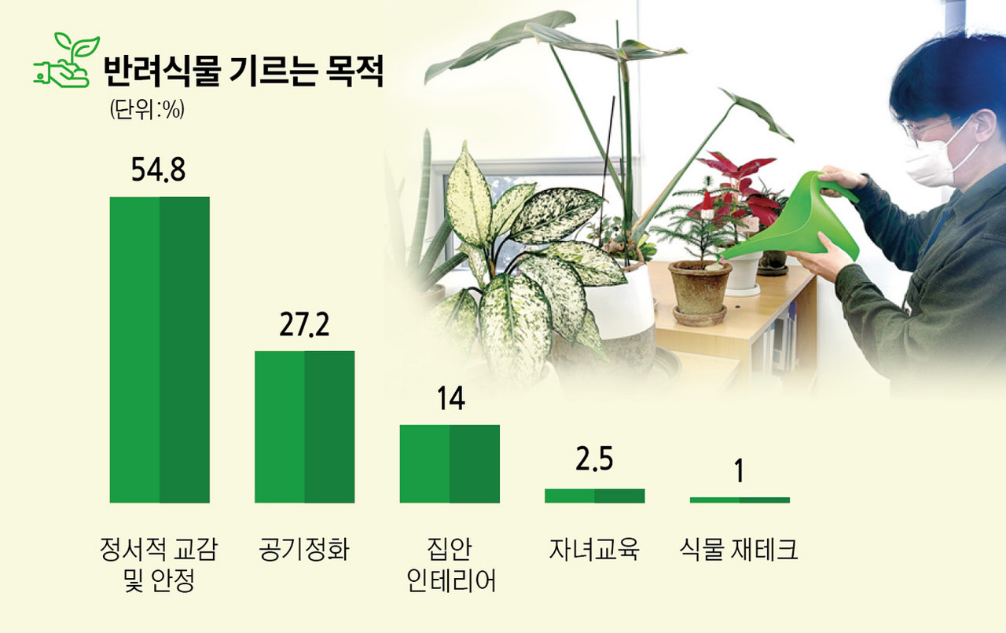 반려식물 기르는 목적
(단위:%)
54.8
27.2
14
2.5
1
정서적 교감
및 안정
공기정화
집안
인테리어
자녀교육
식물 재테크